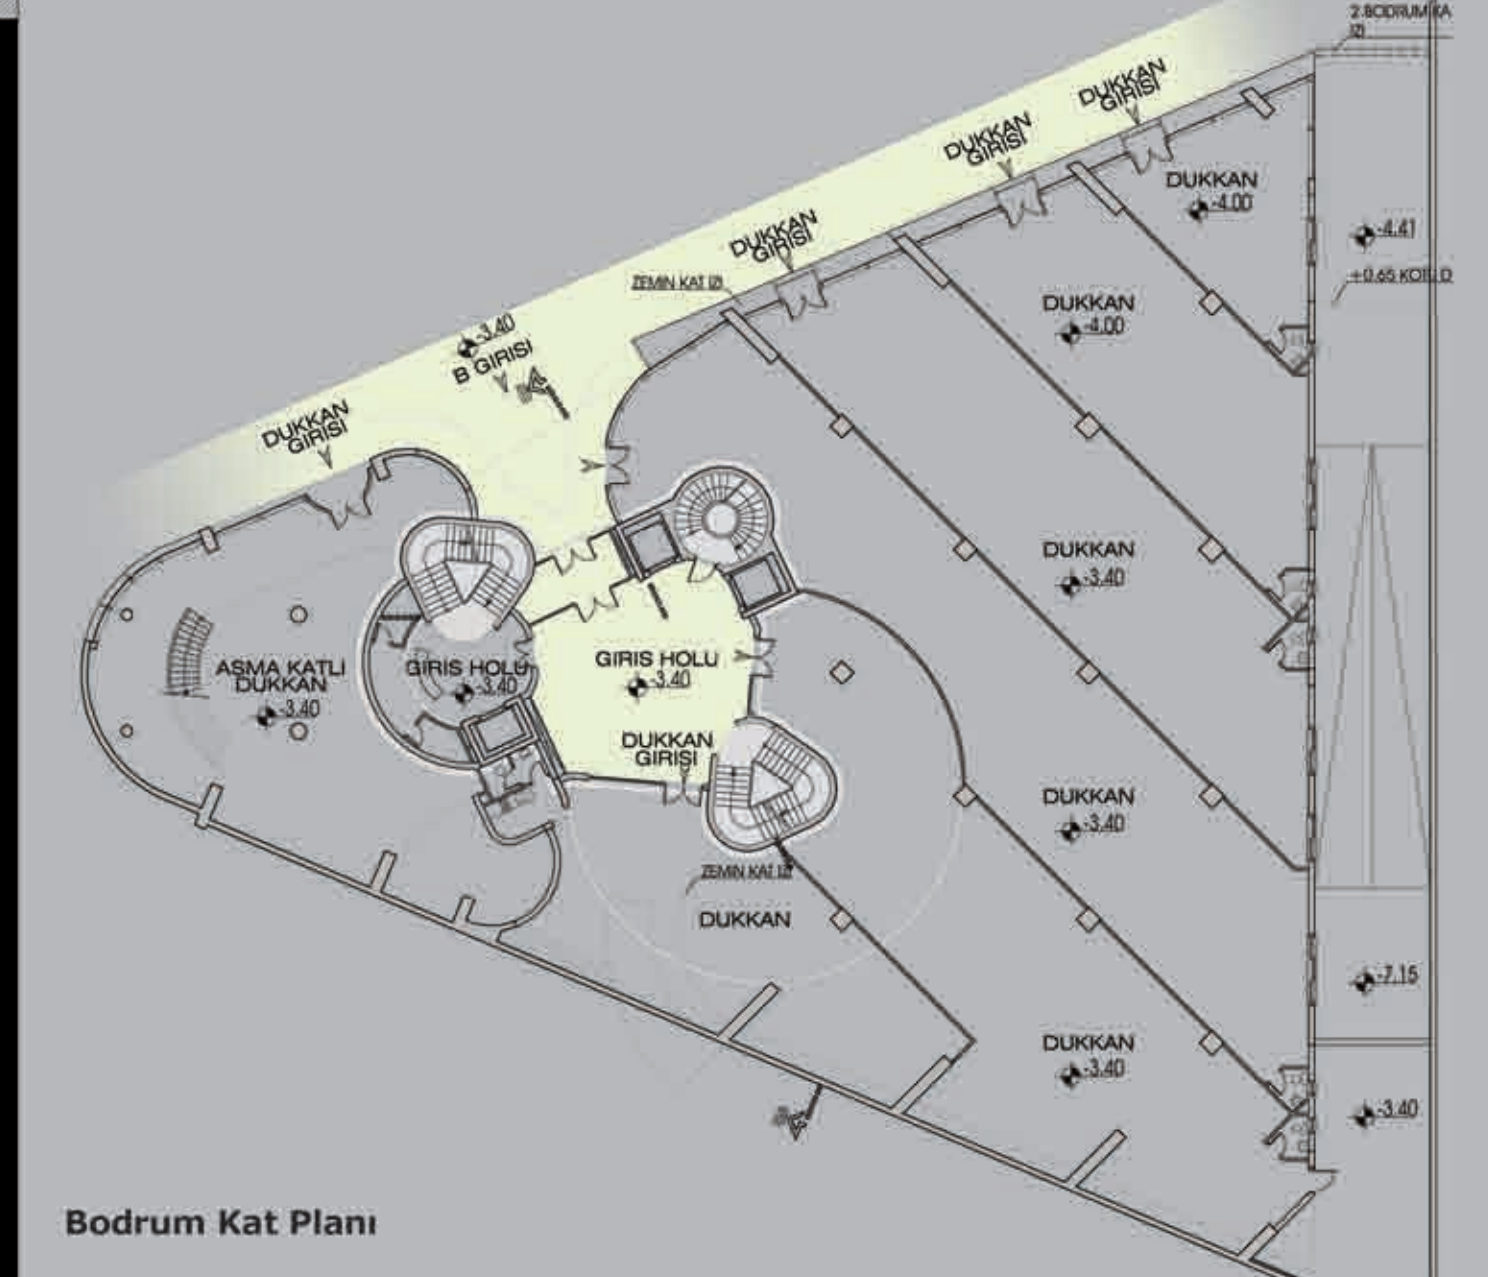 2.BODRUM KA
IZI
DUKKAN
GIRISI
DUKKAN
GIRISI
DUKKAN
-4.00
-4.41
DUKKAN
GIRISI
+0.65
ZEMIN KAT IZI
DUKKAN
-4.00
-3.40
B GIRISI
DUKKAN
GIRISI
DUKKAN
-3.40
ASMA KATLI
DUKKAN
-3.40
GIRIS HOLU
-3.40
GIRIS HOLU
-3.40
DUKKAN
GIRISI
DUKKAN
-3.40
ZEMIN KAT IZI
DUKKAN
-7.15
DUKKAN
-3.40
-3.40
Bodrum Kat Planı